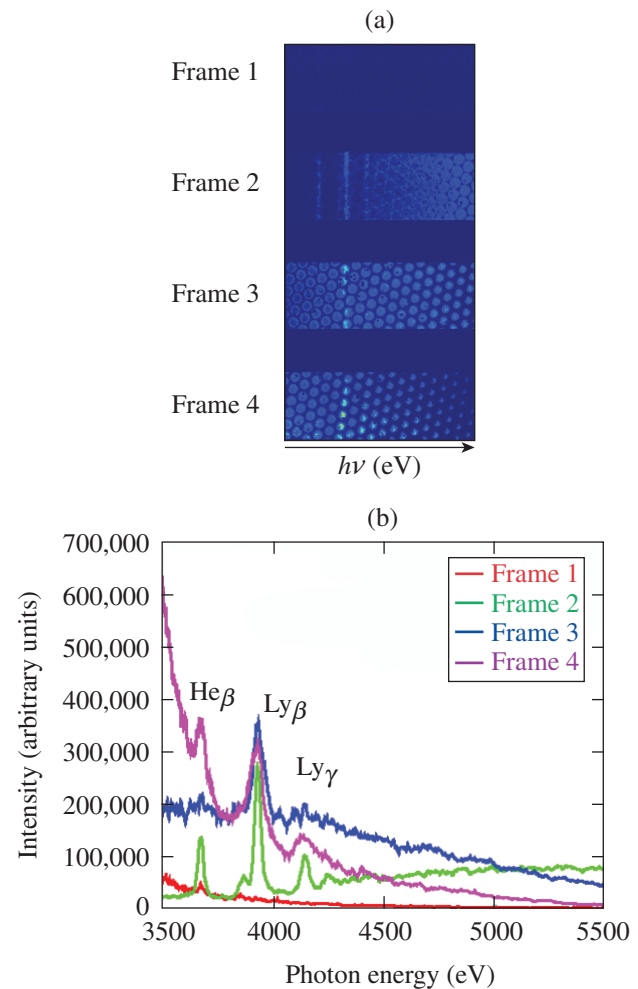 (a)
Frame 1
Frame 2
Frame 3
Frame 4
hν (eV)
(b)
700,000
600,000
500,000
400,000
300,000
200,000
100,000
0
Intensity (arbitrary units)
Frame 1
Frame 2
Frame 3
Frame 4
Heβ
Lyβ
Lyγ
3500 4000 4500 5000 5500
Photon energy (eV)